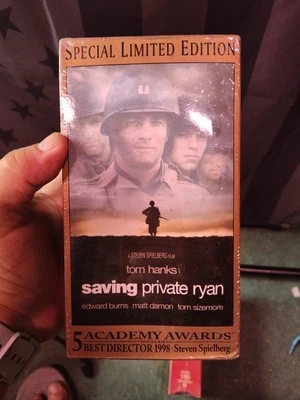 SPECIAL LIMITED EDITION
A STEVEN SPIELBERG FILM
tom hanks
saving private ryan
edward burns matt damon tom sizemore
5 ACADEMY AWARDS
BEST DIRECTOR 1998 - Steven Spielberg